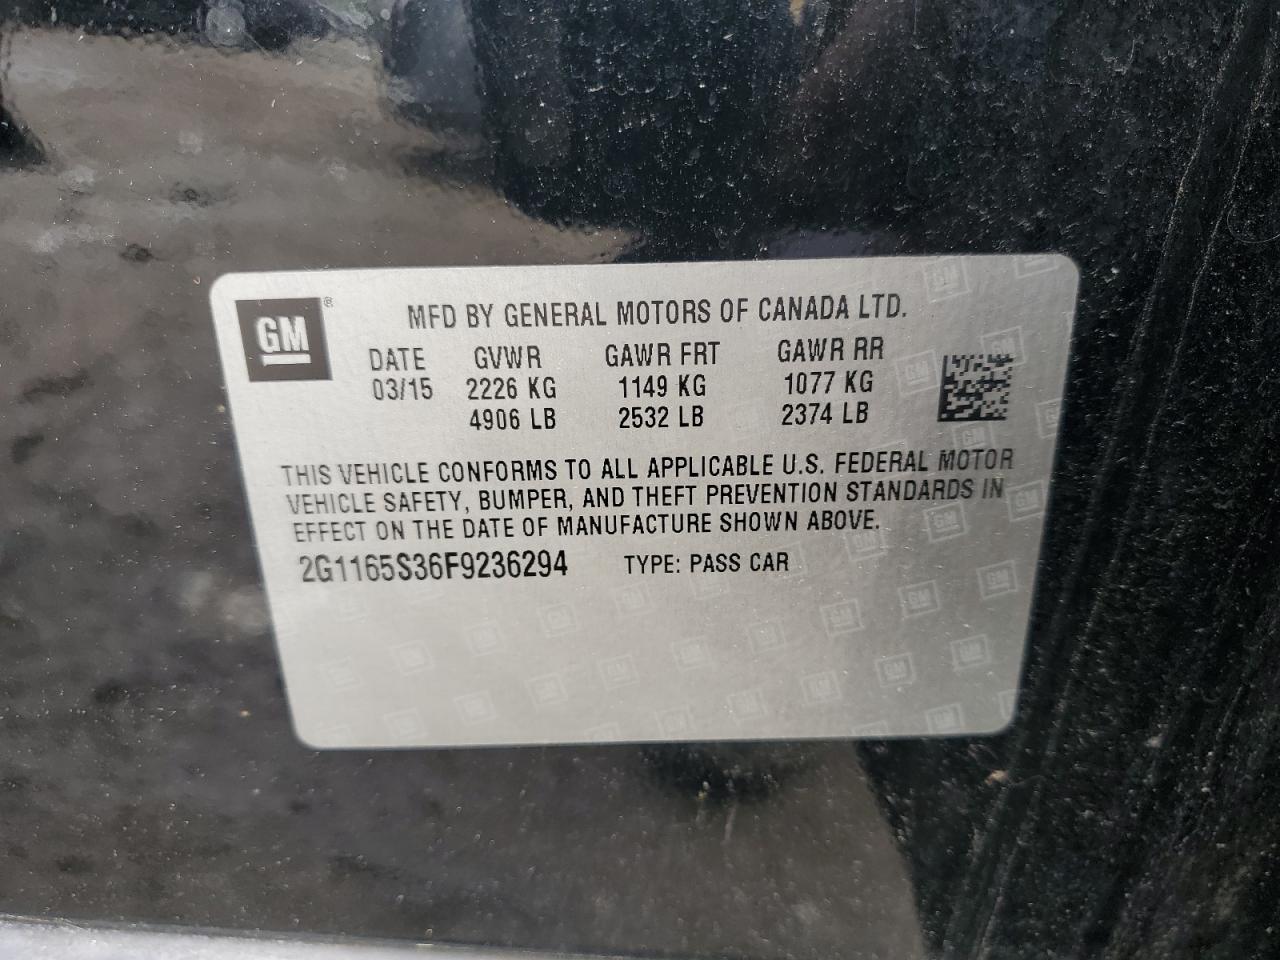 GM ®
MFD BY GENERAL MOTORS OF CANADA LTD.
DATE GVWR GAWR FRT GAWR RR
03/15 2226 KG 1149 KG 1077 KG
4906 LB 2532 LB 2374 LB
THIS VEHICLE CONFORMS TO ALL APPLICABLE U.S. FEDERAL MOTOR
VEHICLE SAFETY, BUMPER, AND THEFT PREVENTION STANDARDS IN
EFFECT ON THE DATE OF MANUFACTURE SHOWN ABOVE.
2G1165S36F9236294 TYPE: PASS CAR